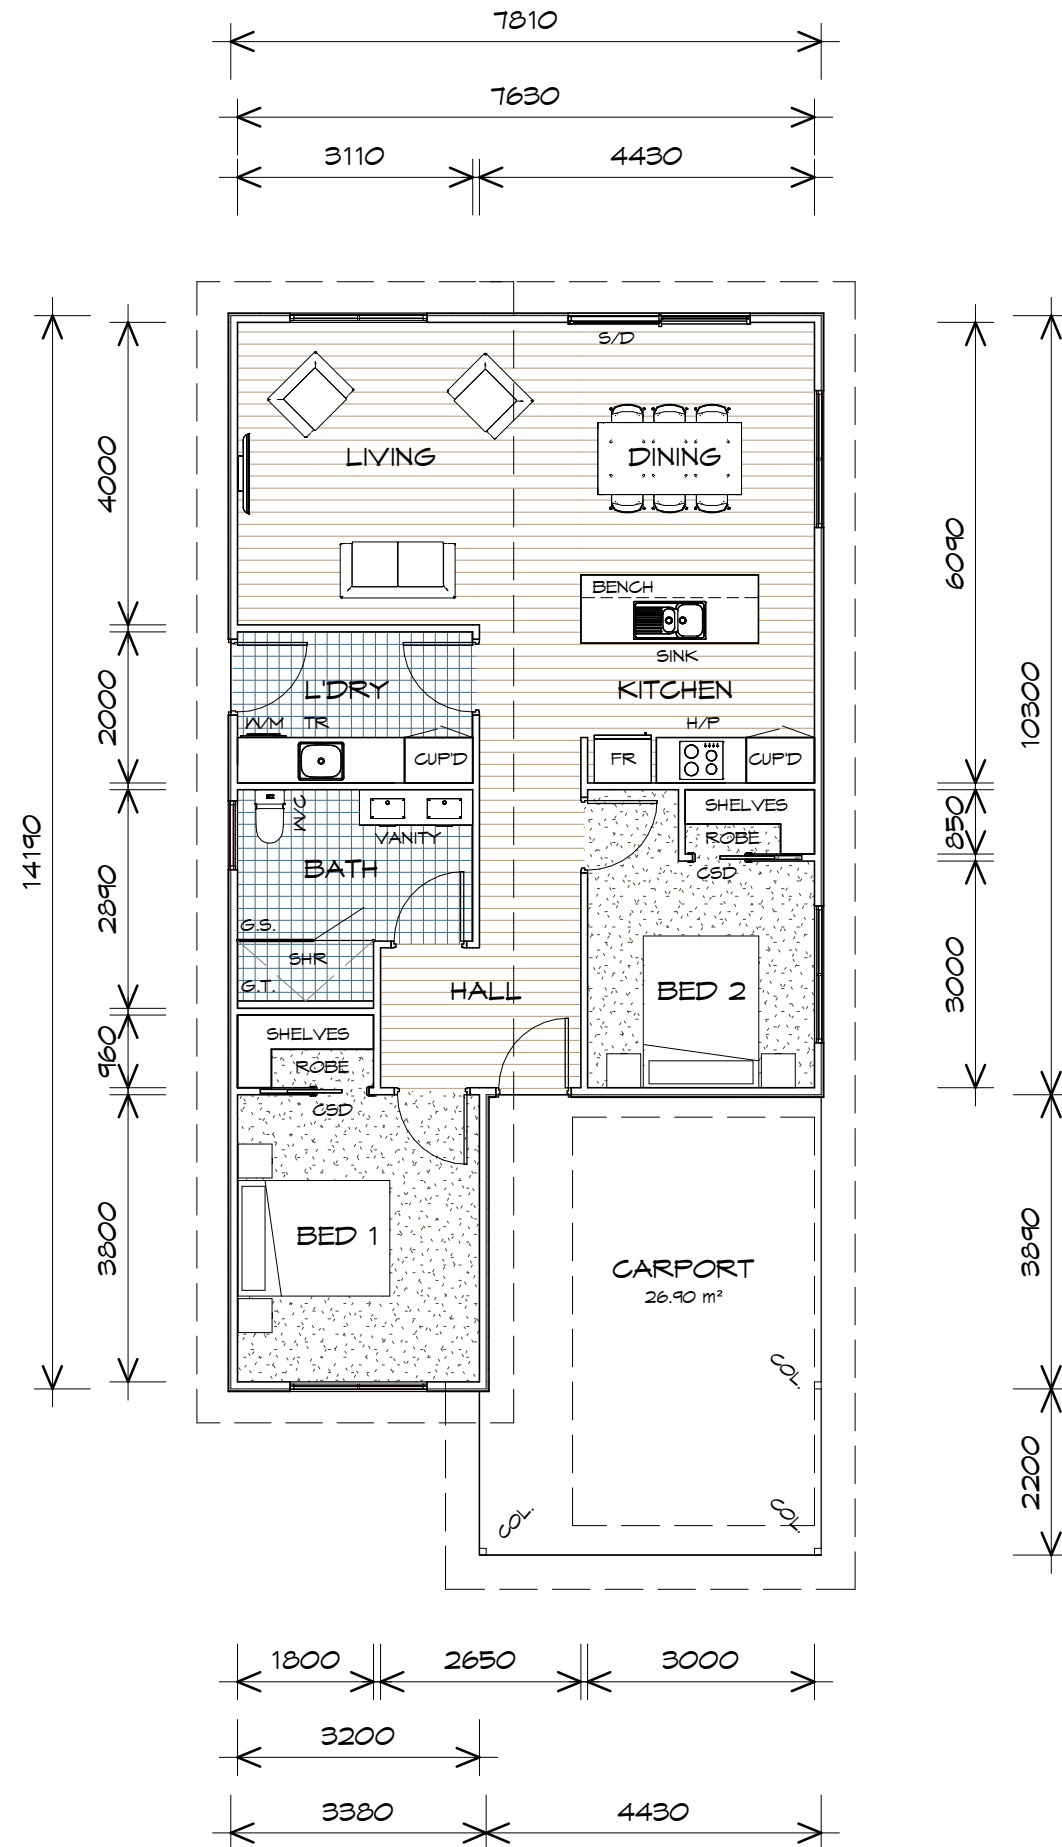 7810
7630
3110
4430
S/D
LIVING
DINING
4000
6090
BENCH
SINK
L'DRY
KITCHEN
2000
10300
W/M TR
H/P
CUP'D
FR
CUP'D
W/C
SHELVES
850
VANITY
ROBE
14190
BATH
CSD
2890
G.S.
SHR
G.T.
HALL
BED 2
3000
SHELVES
960
ROBE
CSD
3800
BED 1
3890
CARPORT
26.90 m²
COL.
2200
COL.
COL.
1800
2650
3000
3200
3380
4430